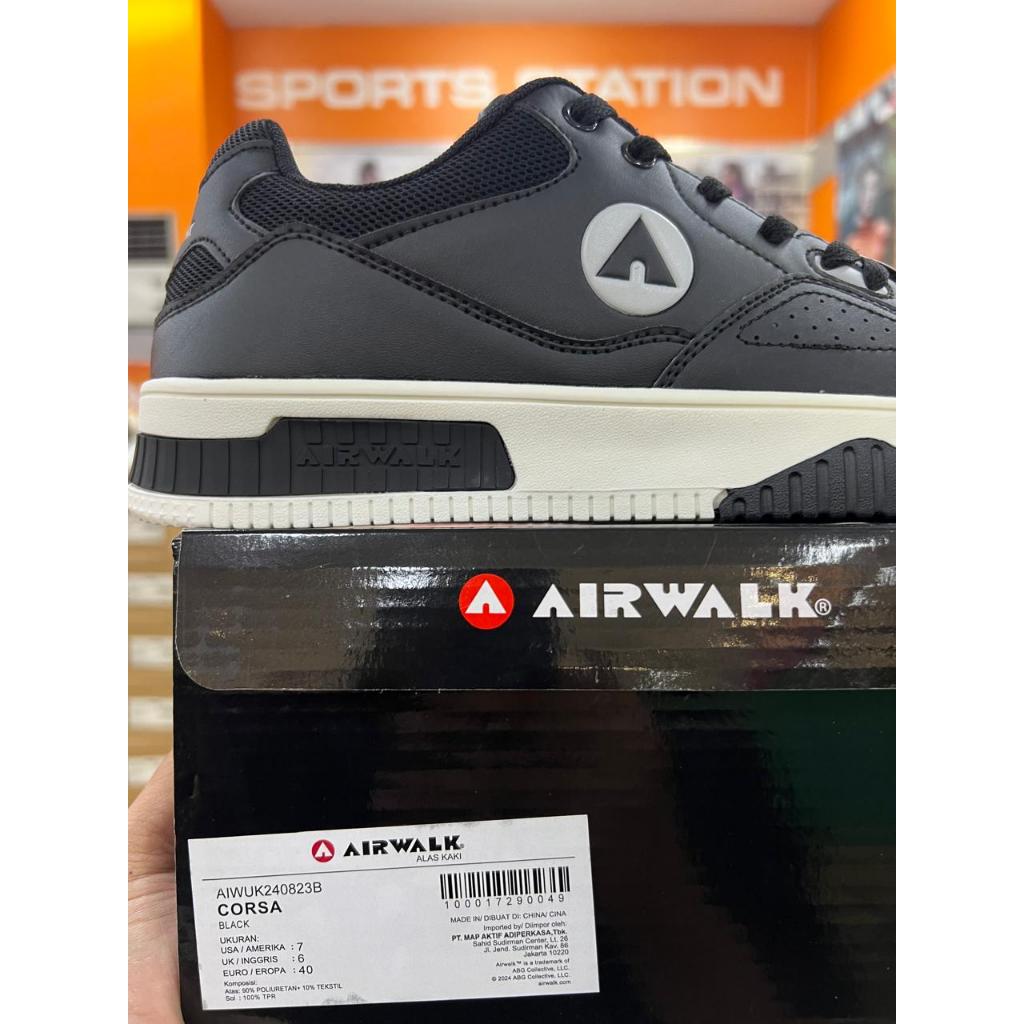 SPORTS STATION
AIRWALK
AIRWALK®
AIRWALK®
ALAS KAKI
AIWUK240823B
CORSA
BLACK
UKURAN:
USA / AMERIKA : 7
UK / INGGRIS : 6
EURO / EROPA : 40
Komposisi:
Atas: 90% POLIURETAN+ 10% TEKSTIL
Sol : 100% TPR
100017290049
MADE IN/ DIBUAT DI: CHINA/ CINA
Imported by/ Diimpor oleh:
PT. MAP AKTIF ADIPERKASA,Tbk.
Sahid Sudirman Center, Lt. 26
Jl. Jend. Sudirman Kav. 86
Jakarta 10220
Airwalk™ is a trademark of
ABG Collective, LLC.
© 2024 ABG Collective, LLC.
airwalk.com